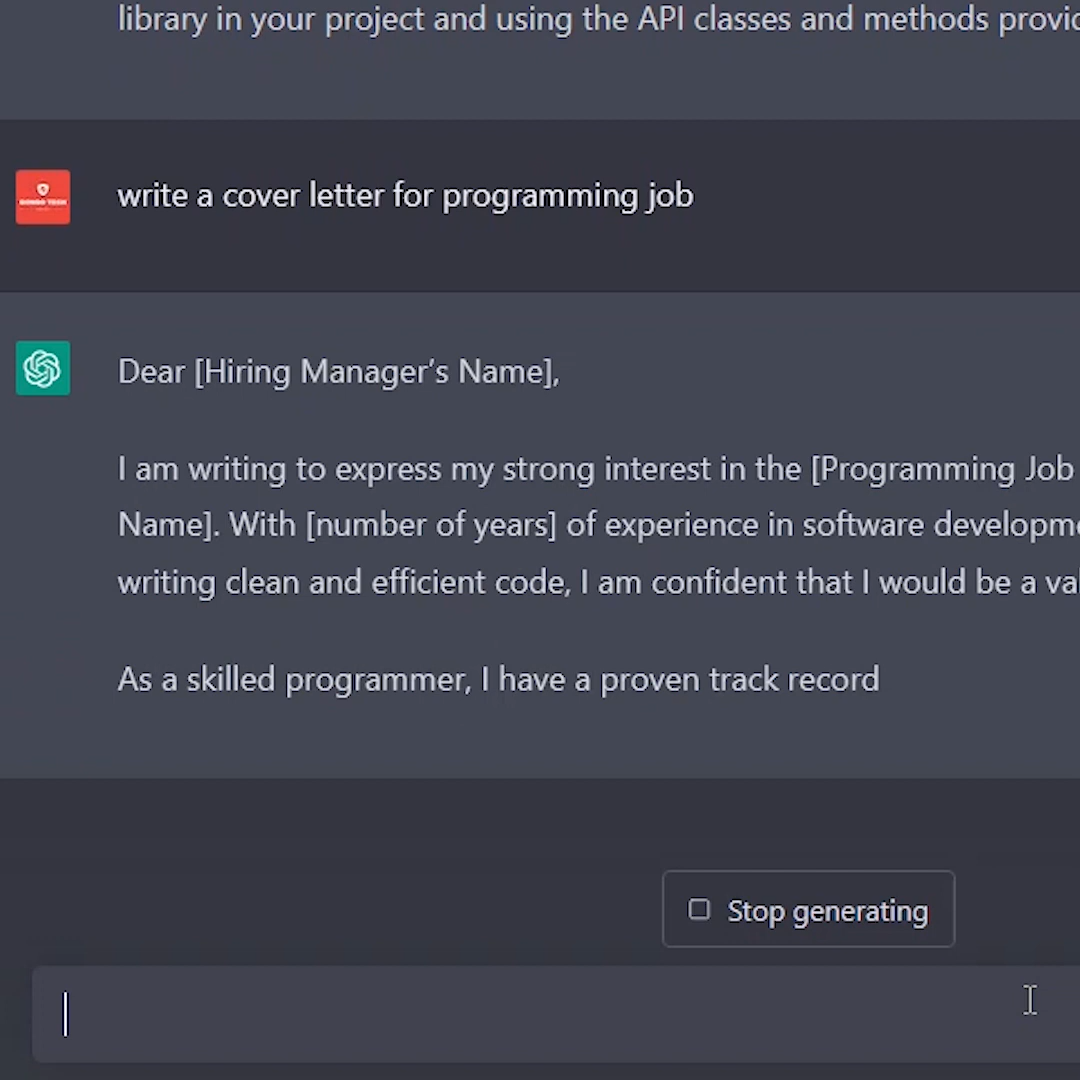 library in your project and using the API classes and methods
write a cover letter for programming job
Dear [Hiring Manager’s Name],
I am writing to express my strong interest in the [Programming Job
Name]. With [number of years] of experience in software
writing clean and efficient code, I am confident that I would be a
As a skilled programmer, I have a proven track record
Stop generating